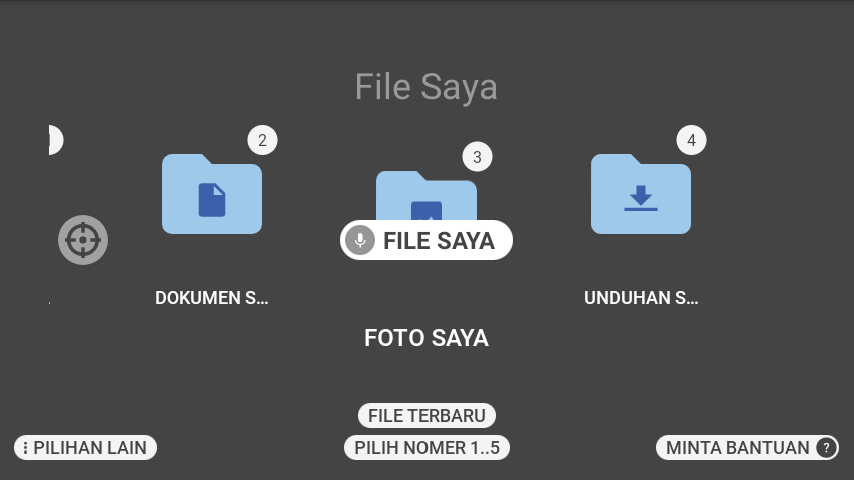 File Saya
2
3
4
FILE SAYA
DOKUMEN S...
UNDUHAN S...
FOTO SAYA
FILE TERBARU
PILIHAN LAIN
PILIH NOMER 1..5
MINTA BANTUAN ?